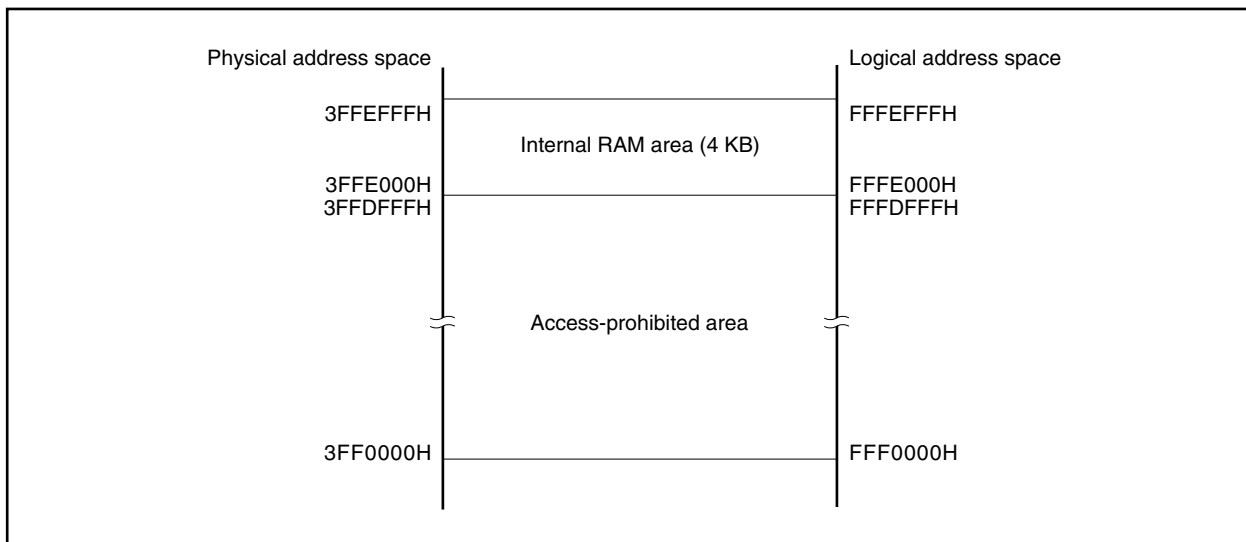 Physical address space
Logical address space
3FFEFFFH
FFFEFFFH
Internal RAM area (4 KB)
3FFE000H
FFFE000H
3FFDFFFH
FFFDFFFH
Access-prohibited area
3FF0000H
FFF0000H